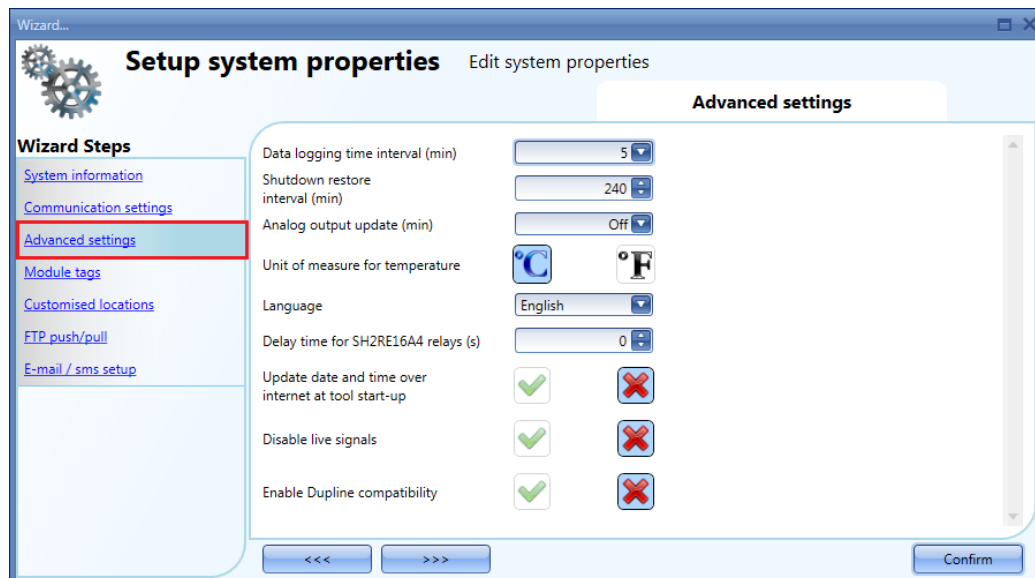 Wizard...
Setup system properties Edit system properties
Advanced settings
Wizard Steps
System information
Communication settings
Advanced settings
Module tags
Customised locations
FTP push/pull
E-mail / sms setup
Data logging time interval (min) 5
Shutdown restore
interval (min) 240
Analog output update (min) Off
Unit of measure for temperature °C °F
Language English
Delay time for SH2RE16A4 relays (s) 0
Update date and time over
internet at tool start-up
Disable live signals
Enable Dupline compatibility
<<< >>> Confirm